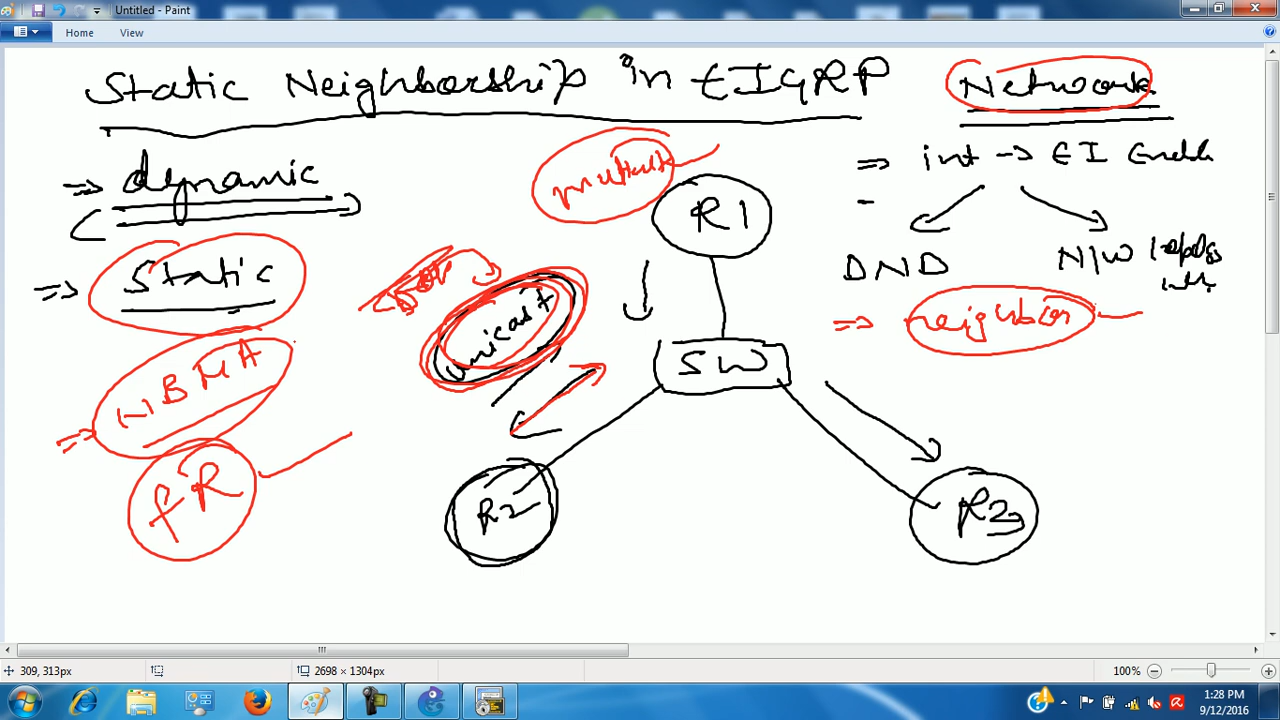 Untitled - Paint
Home View
Static Neighborship in EIGRP
Network
=> dynamic
=> int -> EI Enable
multicast
R1
DND
N/W
=> Static
unicast
=> neighbor
SW
=> NBMA
FR
R2
R3
309, 313px
2698 × 1304px
100%
1:28 PM
9/12/2016